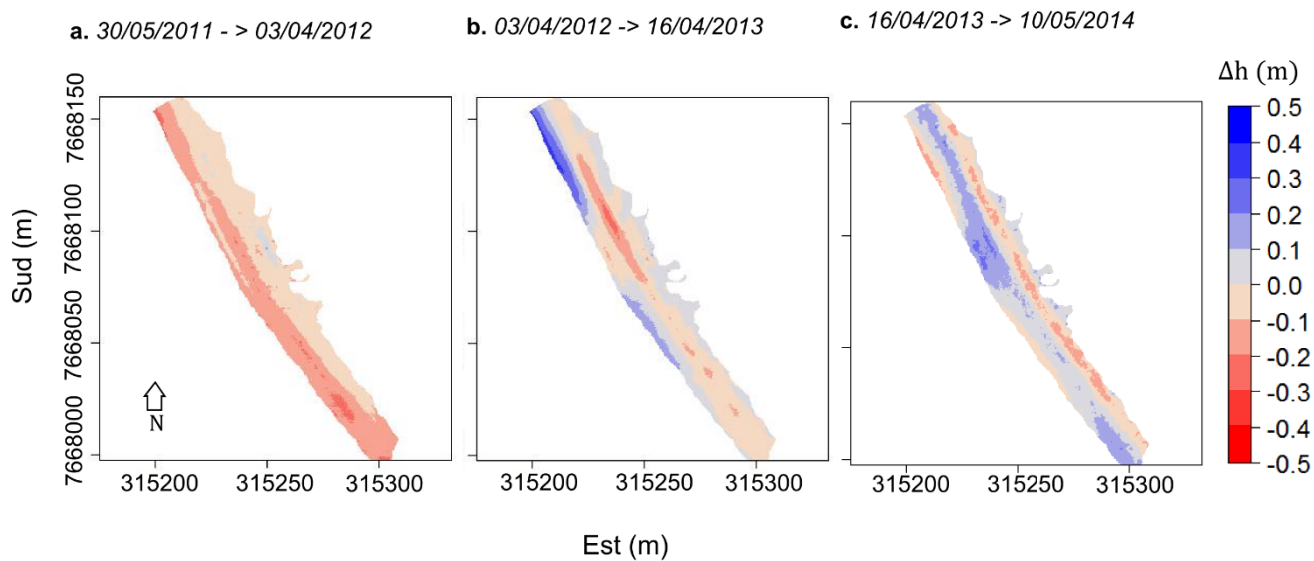 a. 30/05/2011 - > 03/04/2012
b. 03/04/2012 -> 16/04/2013
c. 16/04/2013 -> 10/05/2014
Δh (m)
Sud (m)
7668150
7668100
7668050
7668000
N
315200 315250 315300
315200 315250 315300
315200 315250 315300
0.5
0.4
0.3
0.2
0.1
0.0
-0.1
-0.2
-0.3
-0.4
-0.5
Est (m)